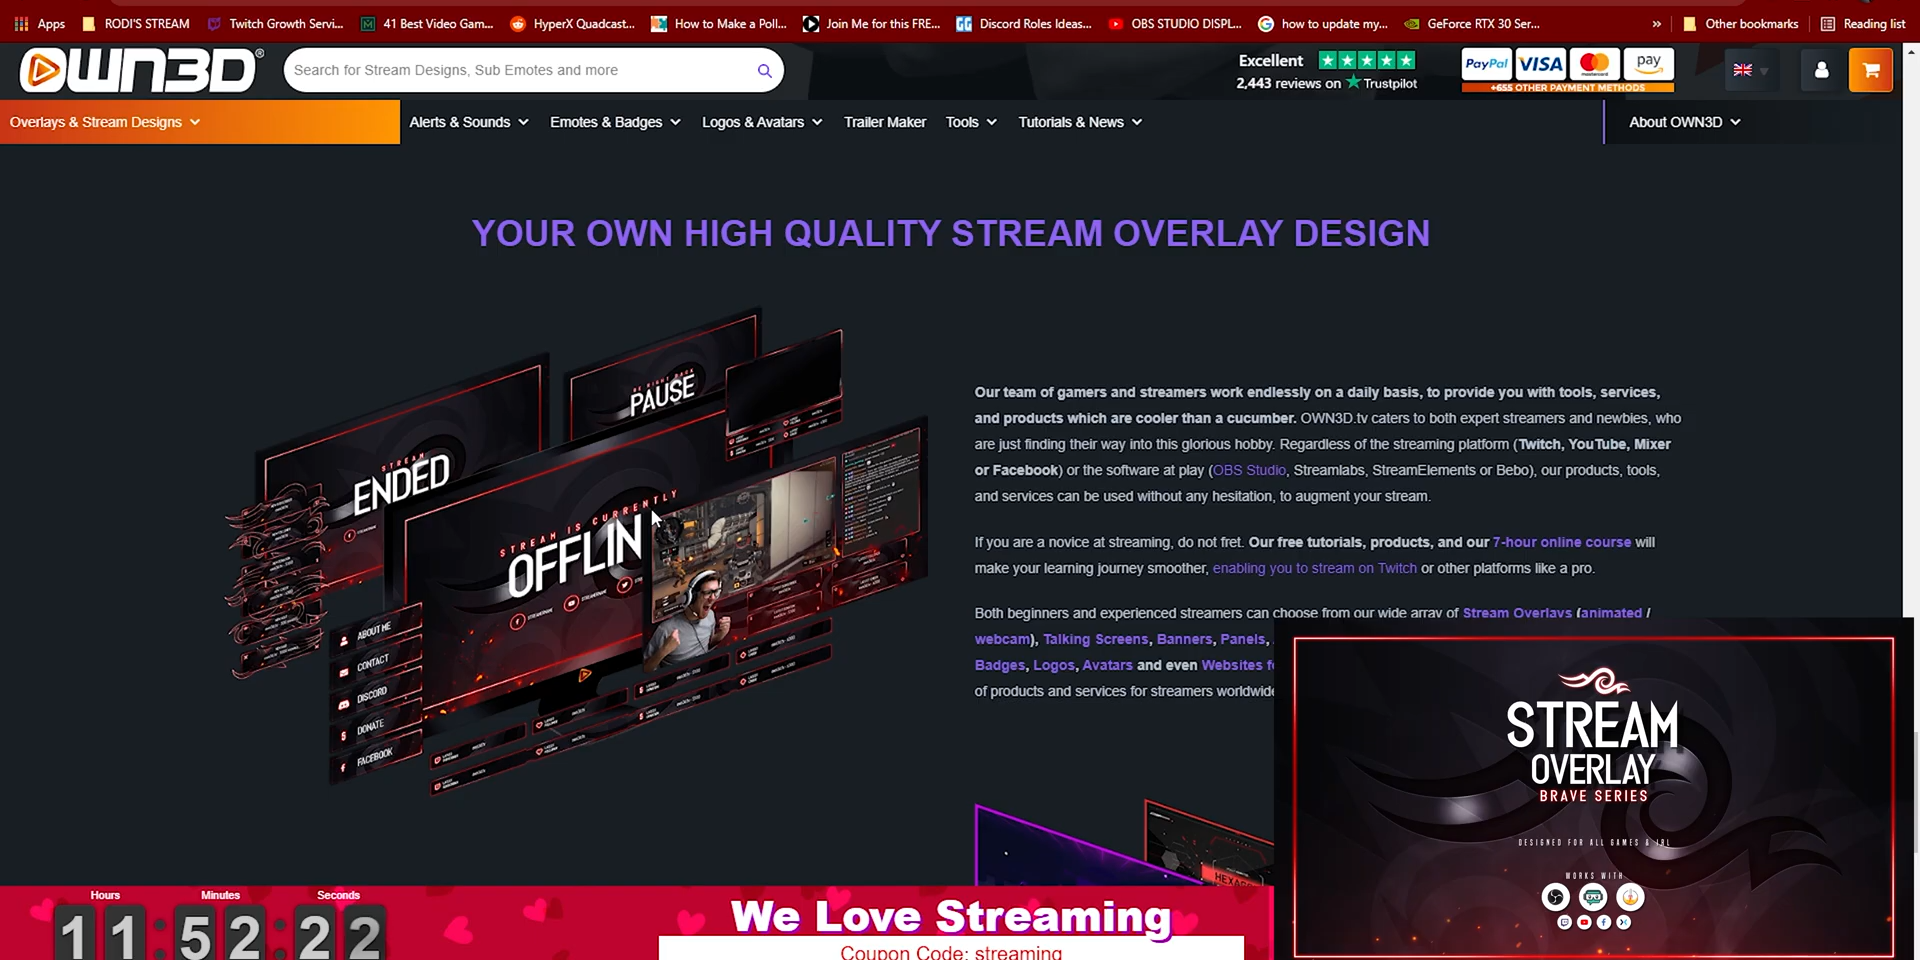 Apps
RODI'S STREAM
Twitch Growth Servi...
41 Best Video Gam...
HyperX Quadcast...
How to Make a Poll...
Join Me for this FRE...
Discord Roles Ideas...
OBS STUDIO DISPL...
how to update my...
GeForce RTX 30 Ser...
»
Other bookmarks
Reading list
OWN3D®
Search for Stream Designs, Sub Emotes and more
Excellent
2,443 reviews on Trustpilot
PayPal VISA mastercard pay
+655 OTHER PAYMENT METHODS
Overlays & Stream Designs
Alerts & Sounds
Emotes & Badges
Logos & Avatars
Trailer Maker
Tools
Tutorials & News
About OWN3D
YOUR OWN HIGH QUALITY STREAM OVERLAY DESIGN
BE RIGHT BACK
PAUSE
STREAM
ENDED
STREAM IS CURRENTLY
OFFLIN
ABOUT ME
CONTACT
DISCORD
DONATE
FACEBOOK
Our team of gamers and streamers work endlessly on a daily basis, to provide you with tools, services,
and products which are cooler than a cucumber. OWN3D.tv caters to both expert streamers and newbies, who
are just finding their way into this glorious hobby. Regardless of the streaming platform (Twitch, YouTube, Mixer
or Facebook) or the software at play (OBS Studio, Streamlabs, StreamElements or Bebo), our products, tools,
and services can be used without any hesitation, to augment your stream.
If you are a novice at streaming, do not fret. Our free tutorials, products, and our 7-hour online course will
make your learning journey smoother, enabling you to stream on Twitch or other platforms like a pro.
Both beginners and experienced streamers can choose from our wide array of Stream Overlays (animated /
webcam), Talking Screens, Banners, Panels,
Badges, Logos, Avatars and even Websites fo
of products and services for streamers worldwide
STREAM
OVERLAY
BRAVE SERIES
DESIGNED FOR ALL GAMES & IRL
WORKS WITH
Hours
Minutes
Seconds
11:52:22
We Love Streaming
Coupon Code: streaming